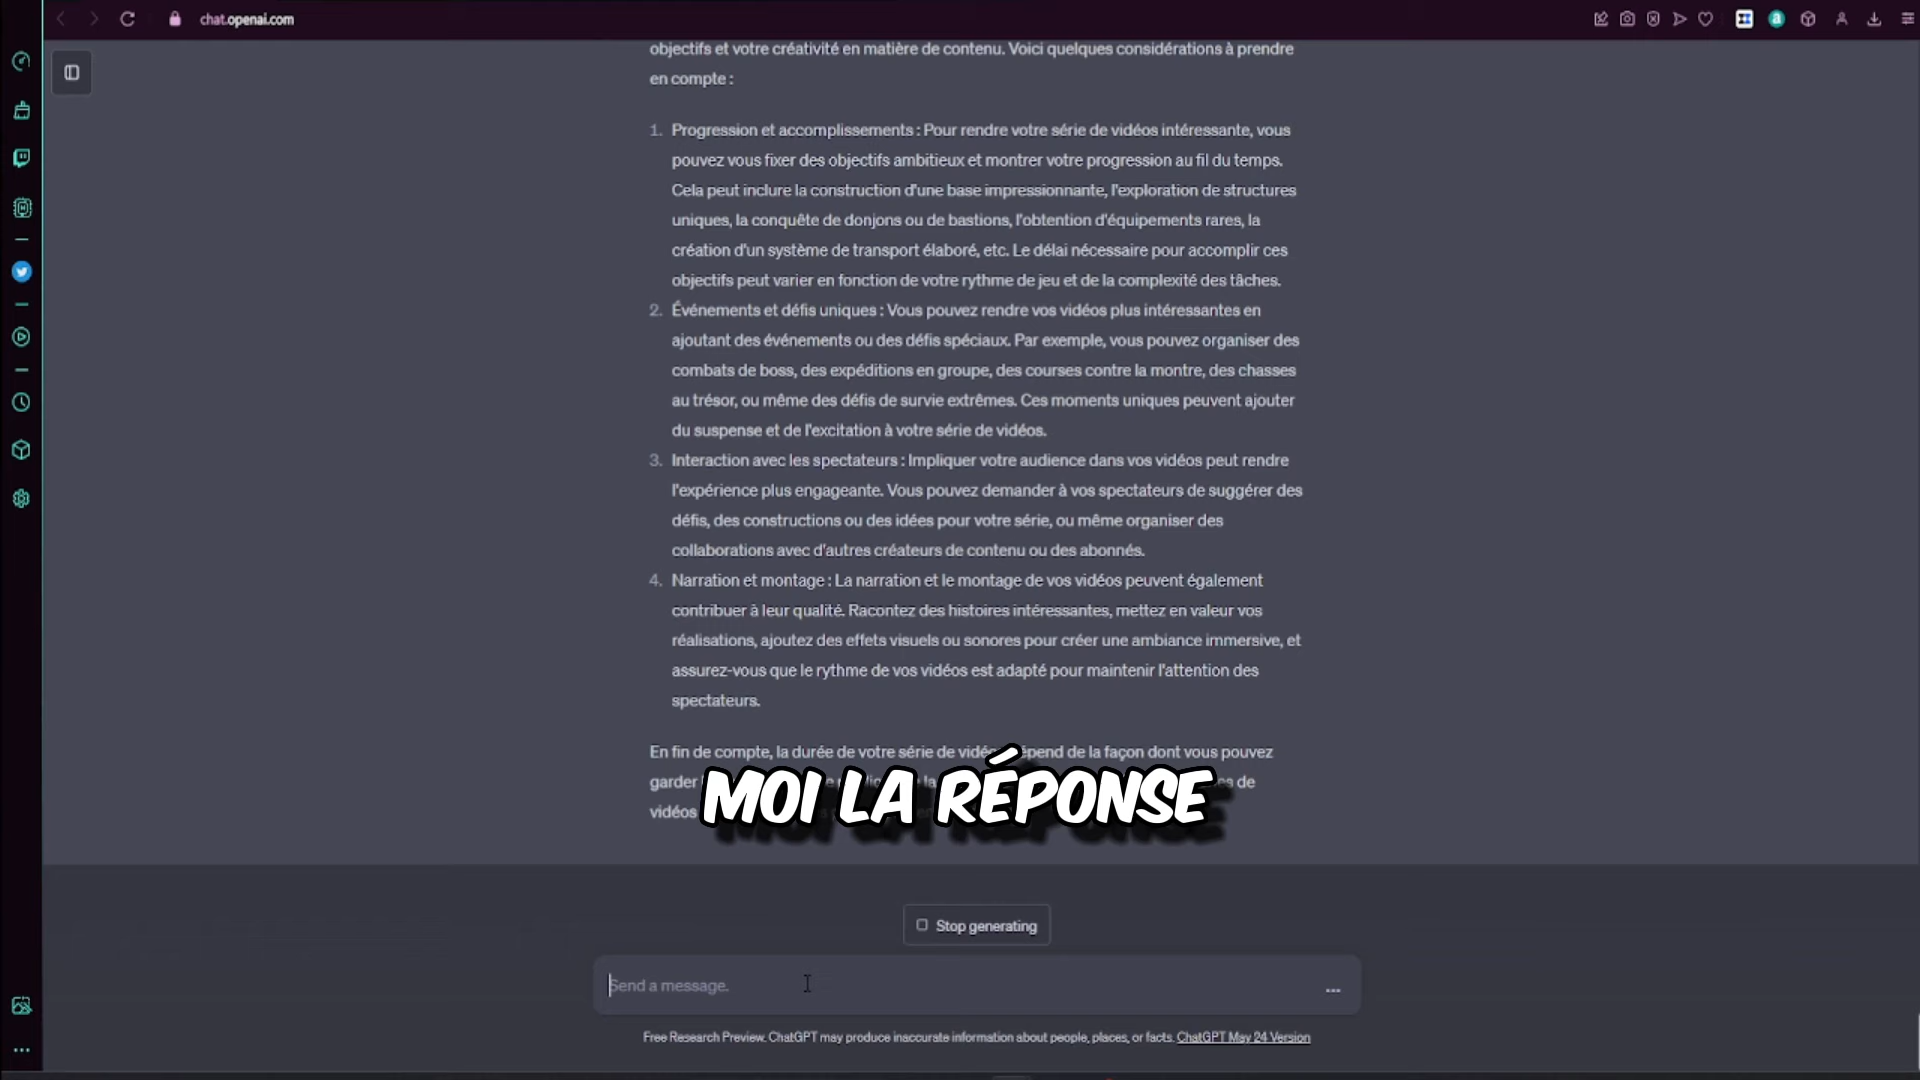 chat.openai.com
objectifs et votre créativité en matière de contenu. Voici quelques considérations à prendre
en compte :
1. Progression et accomplissements : Pour rendre votre série de vidéos intéressante, vous
pouvez vous fixer des objectifs ambitieux et montrer votre progression au fil du temps.
Cela peut inclure la construction d'une base impressionnante, l'exploration de structures
uniques, la conquête de donjons ou de bastions, l'obtention d'équipements rares, la
création d'un système de transport élaboré, etc. Le délai nécessaire pour accomplir ces
objectifs peut varier en fonction de votre rythme de jeu et de la complexité des tâches.
2. Événements et défis uniques : Vous pouvez rendre vos vidéos plus intéressantes en
ajoutant des événements ou des défis spéciaux. Par exemple, vous pouvez organiser des
combats de boss, des expéditions en groupe, des courses contre la montre, des chasses
au trésor, ou même des défis de survie extrêmes. Ces moments uniques peuvent ajouter
du suspense et de l'excitation à votre série de vidéos.
3. Interaction avec les spectateurs : Impliquer votre audience dans vos vidéos peut rendre
l'expérience plus engageante. Vous pouvez demander à vos spectateurs de suggérer des
défis, des constructions ou des idées pour votre série, ou même organiser des
collaborations avec d'autres créateurs de contenu ou des abonnés.
4. Narration et montage : La narration et le montage de vos vidéos peuvent également
contribuer à leur qualité. Racontez des histoires intéressantes, mettez en valeur vos
réalisations, ajoutez des effets visuels ou sonores pour créer une ambiance immersive, et
assurez-vous que le rythme de vos vidéos est adapté pour maintenir l'attention des
spectateurs.
En fin de compte, la durée de votre série de vidéos dépend de la façon dont vous pouvez
garder de
vidéos
MOI LA RÉPONSE
Stop generating
Send a message.
Free Research Preview. ChatGPT may produce inaccurate information about people, places, or facts. ChatGPT May 24 Version